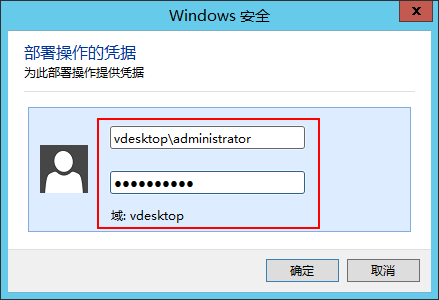 Windows 安全
x
部署操作的凭据
为此部署操作提供凭据
vdesktop\administrator
●●●●●●●●●●
域: vdesktop
确定
取消